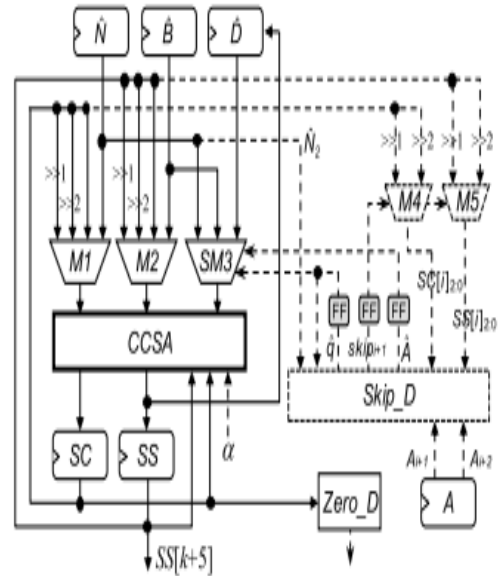 N̂ B̂ D̂
N̂₂
>>1 >>2 >>1 >>2
>>1 >>2 >>1 >>2
M4 M5
M1 M2 SM3
SC[i]₂:₀
SS[i]₂:₀
FF FF FF
q̂ skipᵢ₊₁ Â
CCSA
Skip_D
α
Aᵢ₊₁ Aᵢ₊₂
SC SS
Zero_D
A
SS[k+5]